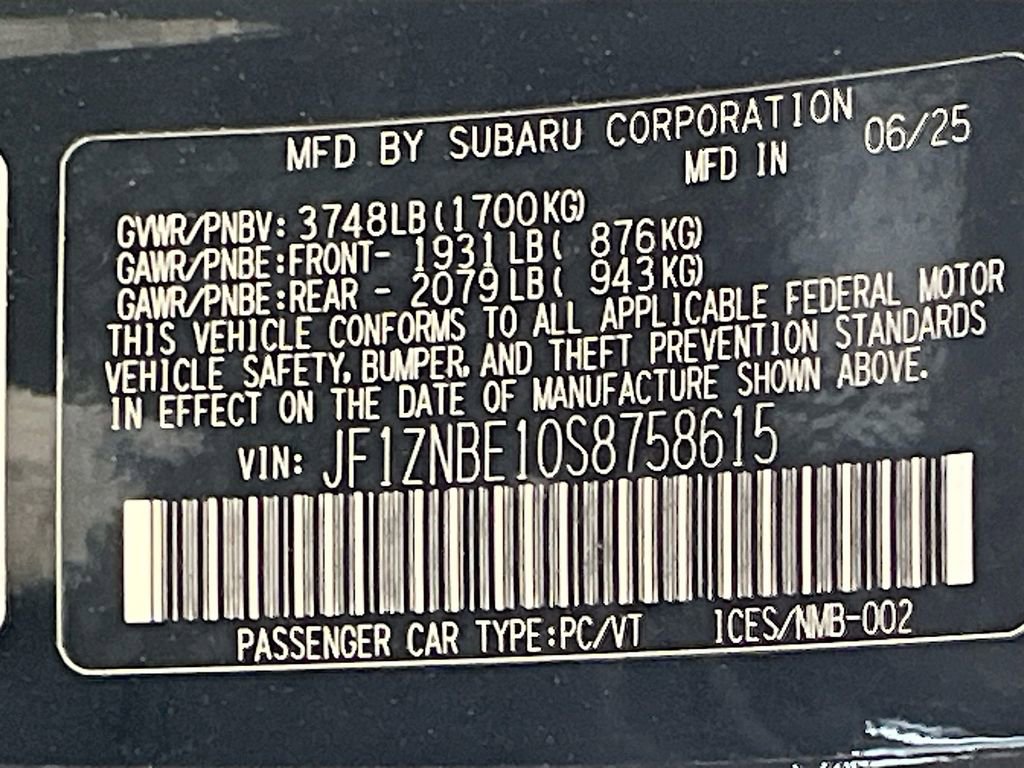 MFD BY SUBARU CORPORATION
MFD IN 06/25
GVWR/PNBV: 3748LB(1700KG)
GAWR/PNBE:FRONT- 1931LB( 876KG)
GAWR/PNBE:REAR - 2079LB( 943KG)
THIS VEHICLE CONFORMS TO ALL APPLICABLE FEDERAL MOTOR
VEHICLE SAFETY, BUMPER, AND THEFT PREVENTION STANDARDS
IN EFFECT ON THE DATE OF MANUFACTURE SHOWN ABOVE.
VIN: JF1ZNBE10S8758615
PASSENGER CAR TYPE:PC/VT ICES/NMB-002